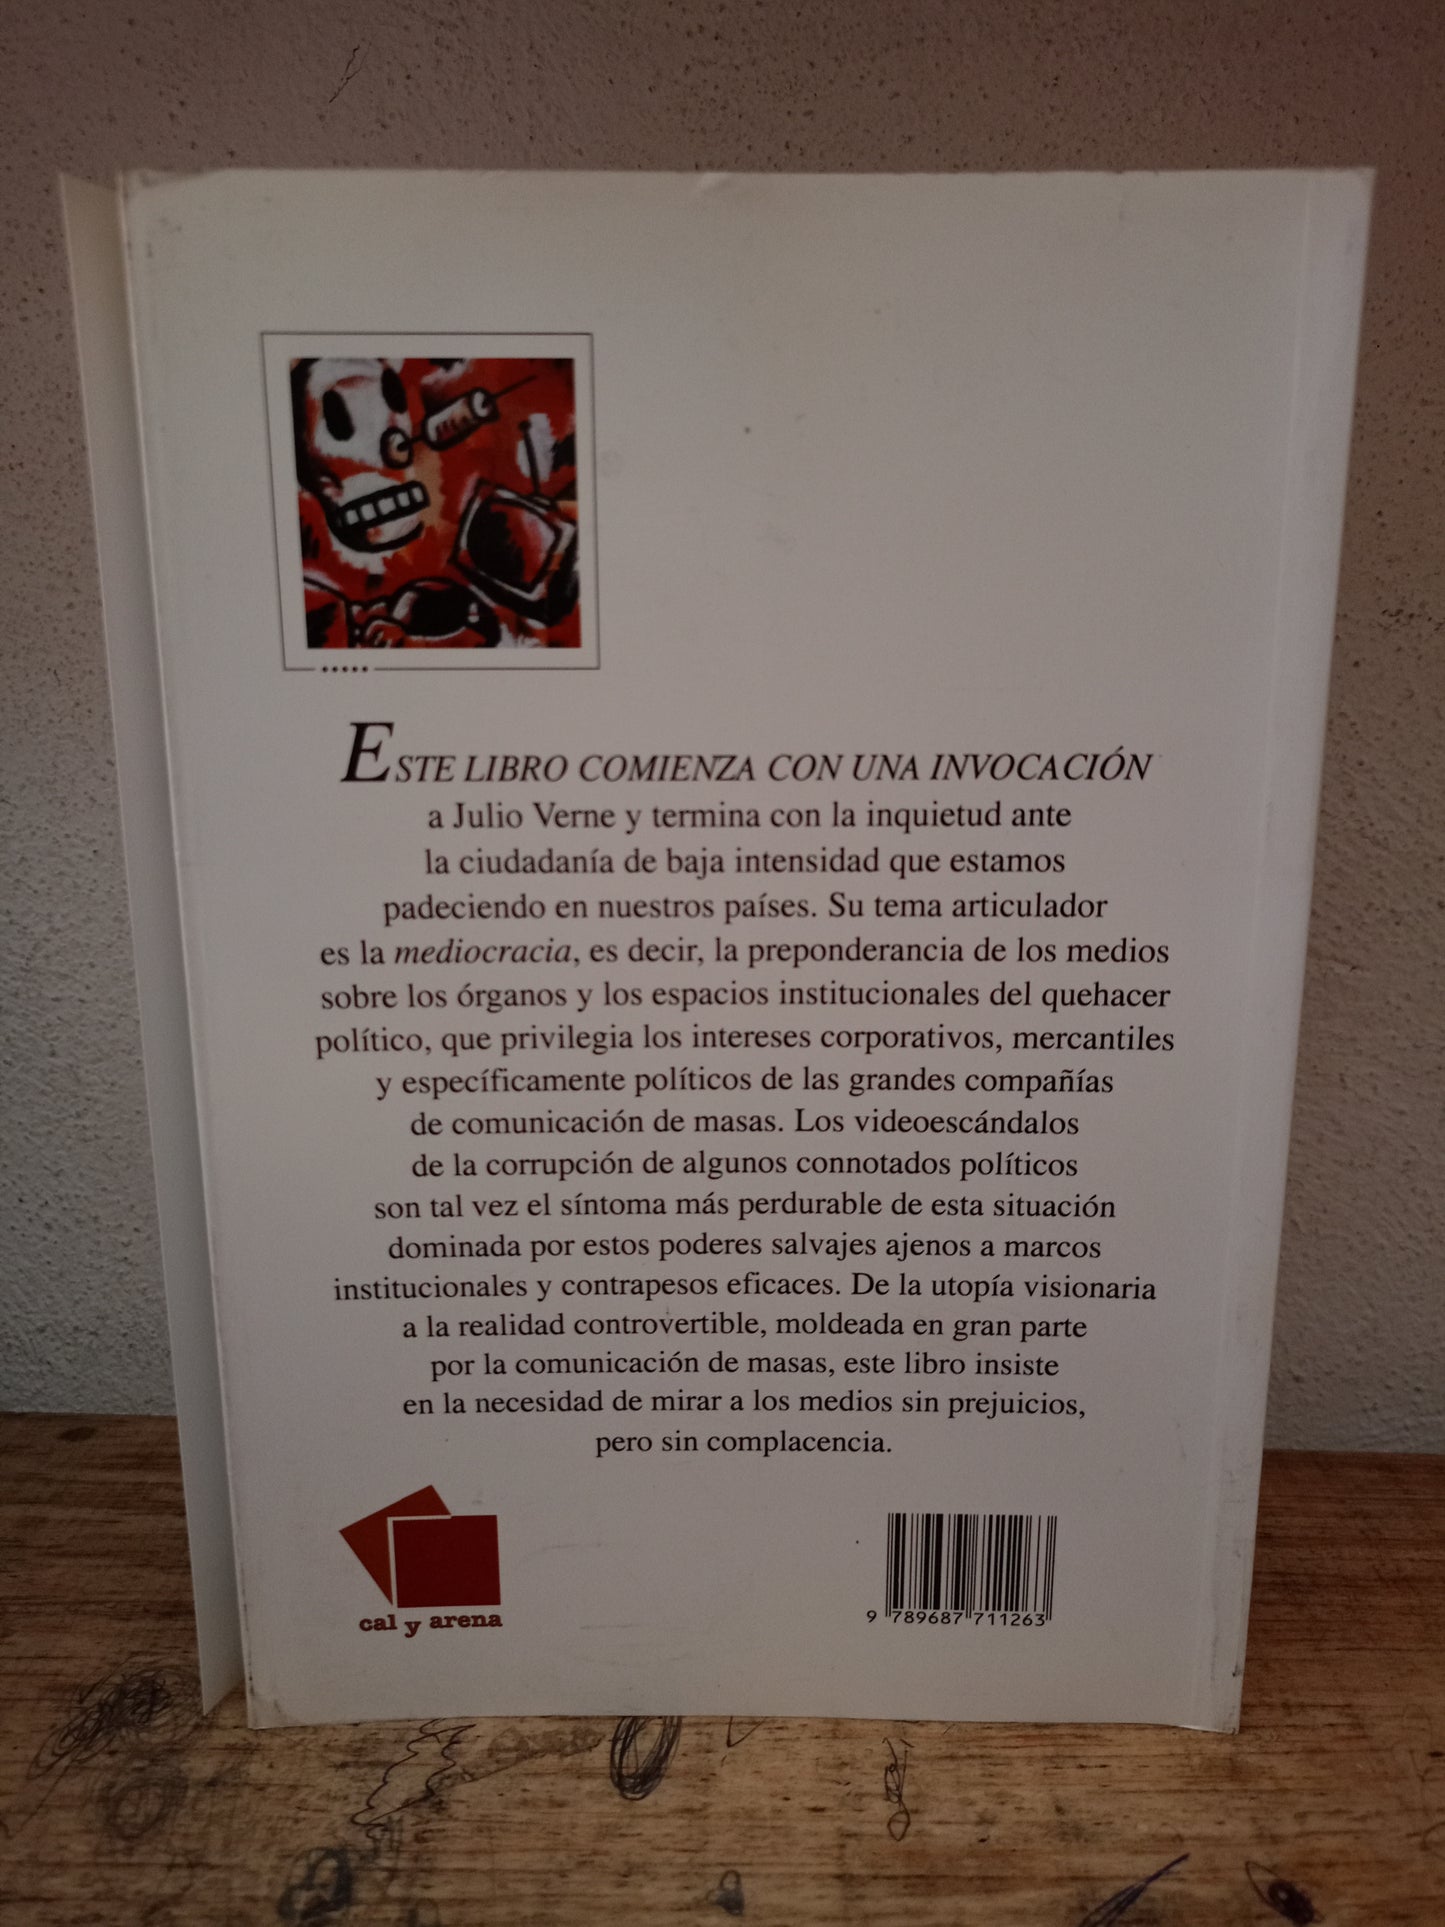 ESTE LIBRO COMIENZA CON UNA INVOCACIÓN
a Julio Verne y termina con la inquietud ante
la ciudadanía de baja intensidad que estamos
padeciendo en nuestros países. Su tema articulador
es la mediocracia, es decir, la preponderancia de los medios
sobre los órganos y los espacios institucionales del quehacer
político, que privilegia los intereses corporativos, mercantiles
y específicamente políticos de las grandes compañías
de comunicación de masas. Los videoescándalos
de la corrupción de algunos connotados políticos
son tal vez el síntoma más perdurable de esta situación
dominada por estos poderes salvajes ajenos a marcos
institucionales y contrapesos eficaces. De la utopía visionaria
a la realidad controvertible, moldeada en gran parte
por la comunicación de masas, este libro insiste
en la necesidad de mirar a los medios sin prejuicios,
pero sin complacencia.
cal y arena
9 789687 711263